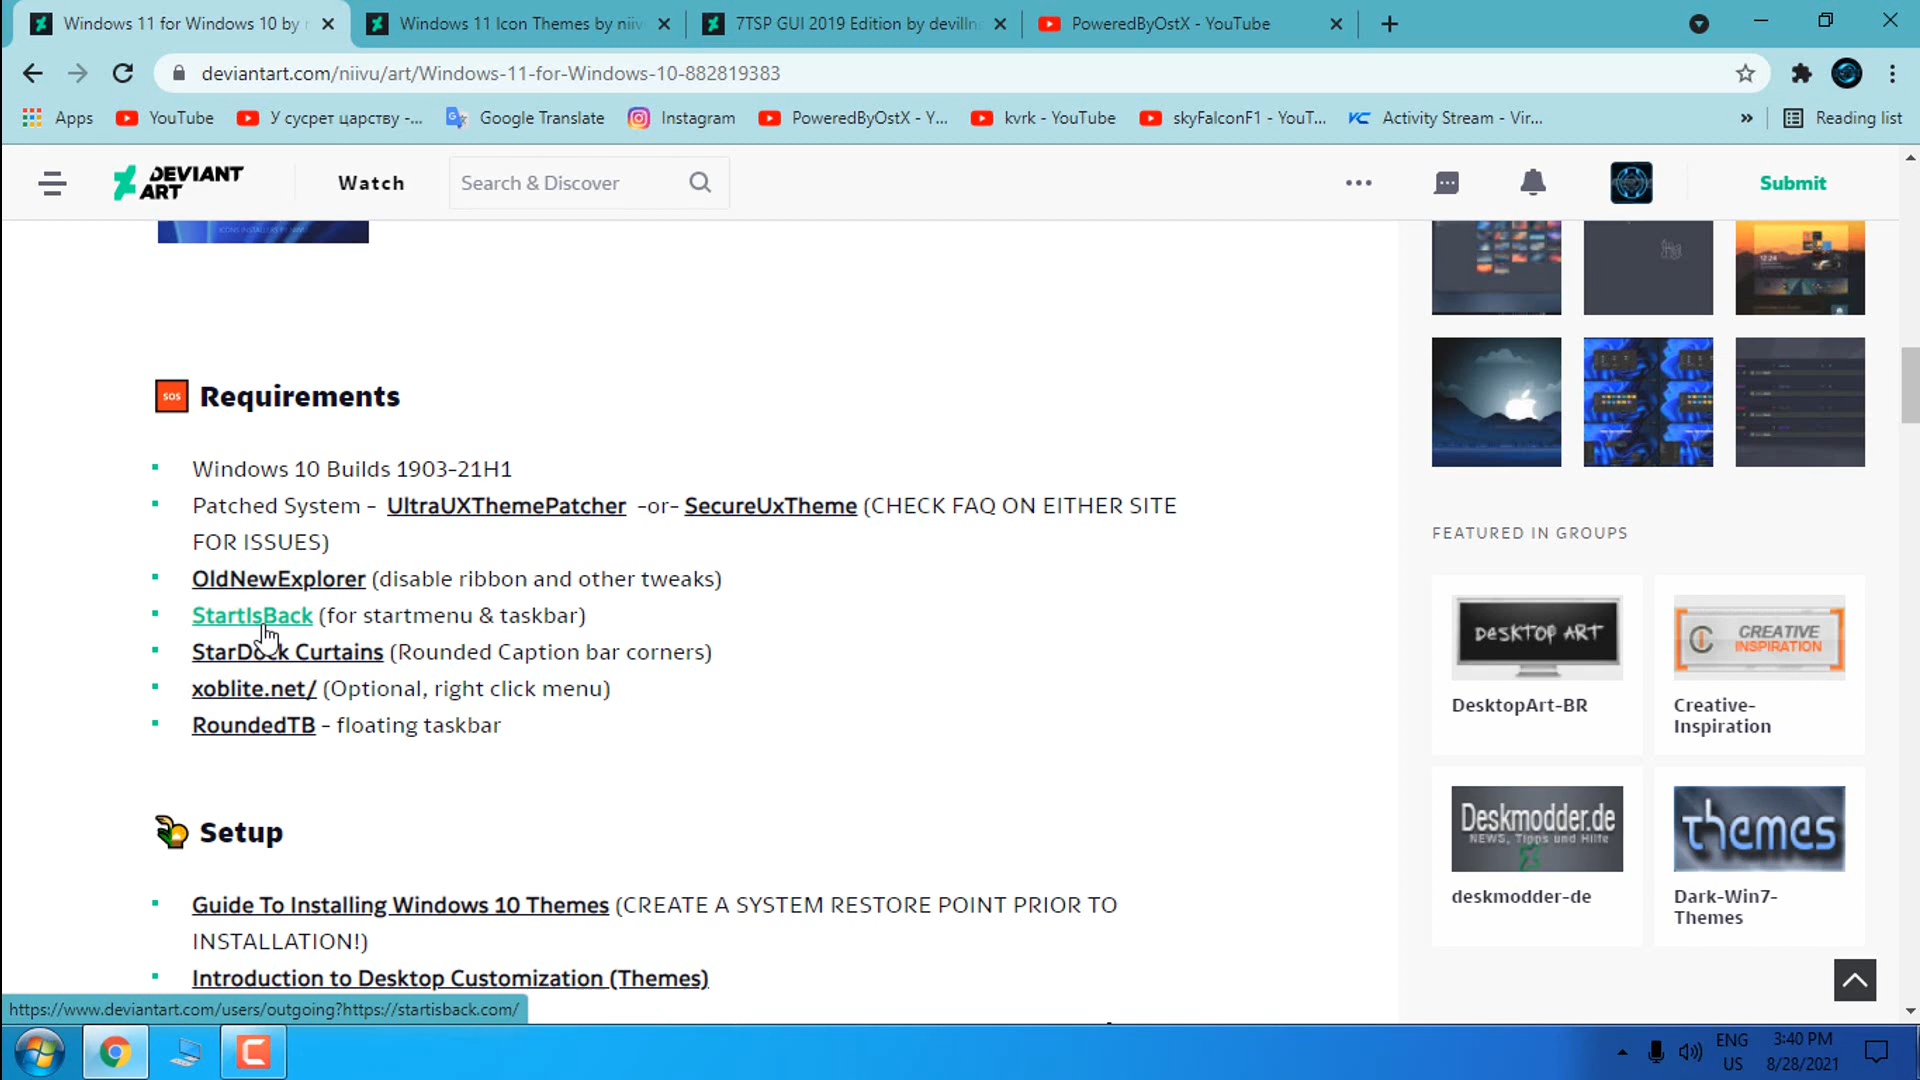 Windows 11 for Windows 10 by
Windows 11 Icon Themes by niiv
7TSP GUI 2019 Edition by devilln
PoweredByOstX - YouTube
deviantart.com/niivu/art/Windows-11-for-Windows-10-882819383
Apps
YouTube
У сусрет царству -...
Google Translate
Instagram
PoweredByOstX - Y...
kvrk - YouTube
skyFalconF1 - YouT...
Activity Stream - Vir...
»
Reading list
DEVIANT ART
Watch
Search & Discover
Submit
ICONS INSTALLERS BY NIIVU
SOS
Requirements
Windows 10 Builds 1903-21H1
Patched System - UltraUXThemePatcher -or- SecureUxTheme (CHECK FAQ ON EITHER SITE
FOR ISSUES)
OldNewExplorer (disable ribbon and other tweaks)
StartIsBack (for startmenu & taskbar)
StarDock Curtains (Rounded Caption bar corners)
xoblite.net/ (Optional, right click menu)
RoundedTB - floating taskbar
Setup
Guide To Installing Windows 10 Themes (CREATE A SYSTEM RESTORE POINT PRIOR TO
INSTALLATION!)
Introduction to Desktop Customization (Themes)
12:24
FEATURED IN GROUPS
DESKTOP ART
DesktopArt-BR
CREATIVE
INSPIRATION
Creative-
Inspiration
Deskmodder.de
NEWS, Tipps und Hilfe
deskmodder-de
themes
Dark-Win7-
Themes
https://www.deviantart.com/users/outgoing?https://startisback.com/
ENG
US
3:40 PM
8/28/2021